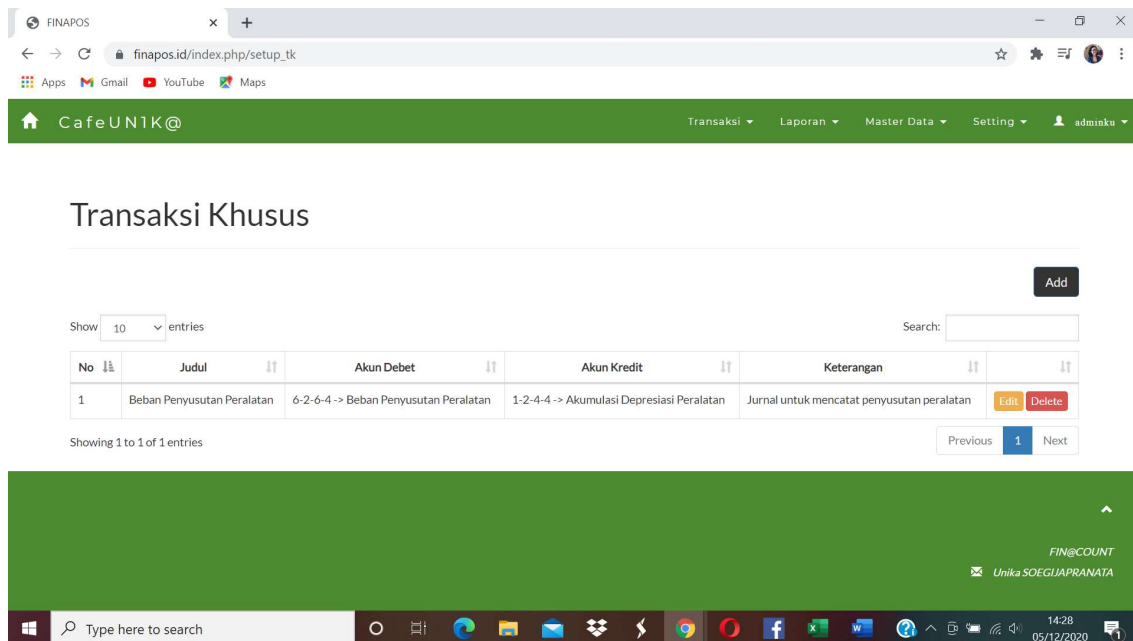 FINAPOS
finapos.id/index.php/setup_tk
Apps Gmail YouTube Maps
CafeUN1K@ Transaksi Laporan Master Data Setting adminku
Transaksi Khusus
Add
Show 10 entries Search:
No Judul Akun Debet Akun Kredit Keterangan
1 Beban Penyusutan Peralatan 6-2-6-4 -> Beban Penyusutan Peralatan 1-2-4-4 -> Akumulasi Depresiasi Peralatan Jurnal untuk mencatat penyusutan peralatan Edit Delete
Showing 1 to 1 of 1 entries Previous 1 Next
FIN@COUNT
Unika SOEGIJAPRANATA
Type here to search 14:28
05/12/2020